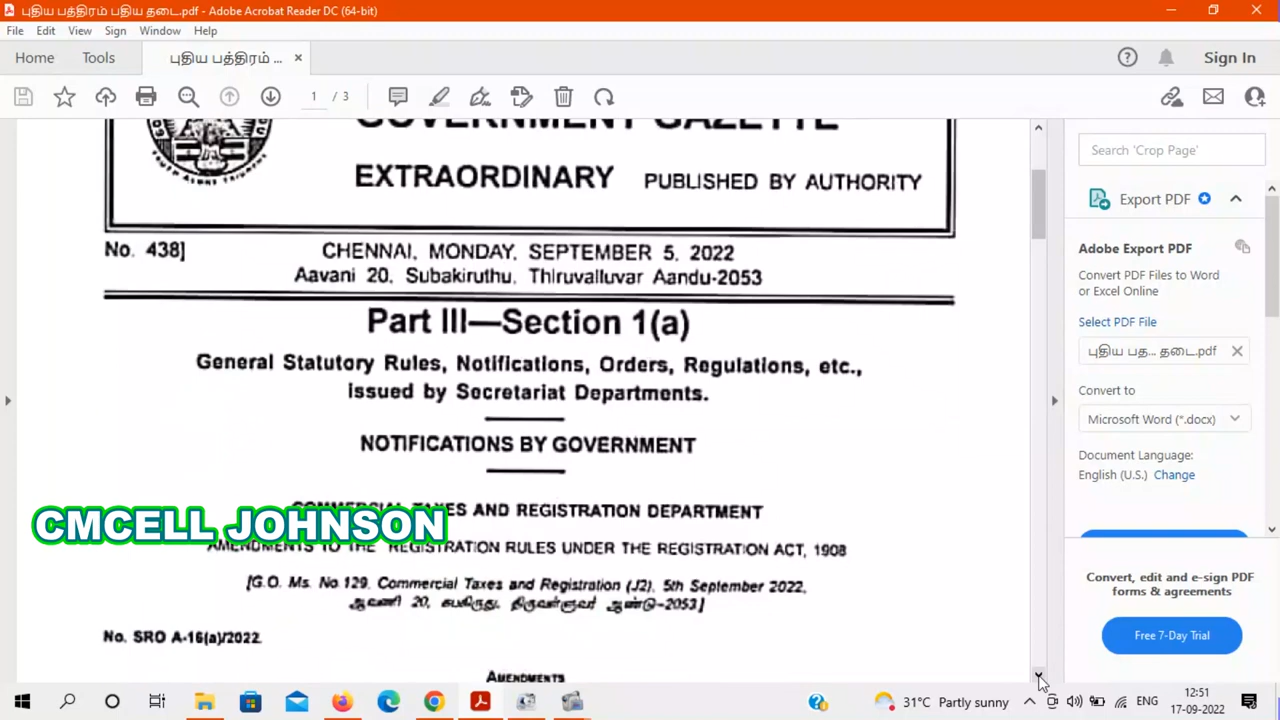 புதிய பத்திரம் பதிய தடை.pdf - Adobe Acrobat Reader DC (64-bit)
File Edit View Sign Window Help
Home Tools புதிய பத்திரம் ... × Sign In
1 / 3
GOVERNMENT GAZETTE
EXTRAORDINARY PUBLISHED BY AUTHORITY
No. 438]
CHENNAI, MONDAY, SEPTEMBER 5, 2022
Aavani 20, Subakiruthu, Thiruvalluvar Aandu-2053
Part III—Section 1(a)
General Statutory Rules, Notifications, Orders, Regulations, etc.,
issued by Secretariat Departments.
NOTIFICATIONS BY GOVERNMENT
COMMERCIAL TAXES AND REGISTRATION DEPARTMENT
CMCELL JOHNSON
AMENDMENTS TO THE REGISTRATION RULES UNDER THE REGISTRATION ACT, 1908
[G.O. Ms. No.129, Commercial Taxes and Registration (J2), 5th September 2022,
ஆவணி 20, சுபகிருது, திருவள்ளுவர் ஆண்டு-2053]
No. SRO A-16(a)/2022.
AMENDMENTS
Search 'Crop Page'
Export PDF
Adobe Export PDF
Convert PDF Files to Word
or Excel Online
Select PDF File
புதிய பத... தடை.pdf ×
Convert to
Microsoft Word (*.docx)
Document Language:
English (U.S.) Change
Convert, edit and e-sign PDF
forms & agreements
Free 7-Day Trial
31°C Partly sunny ENG 12:51
17-09-2022